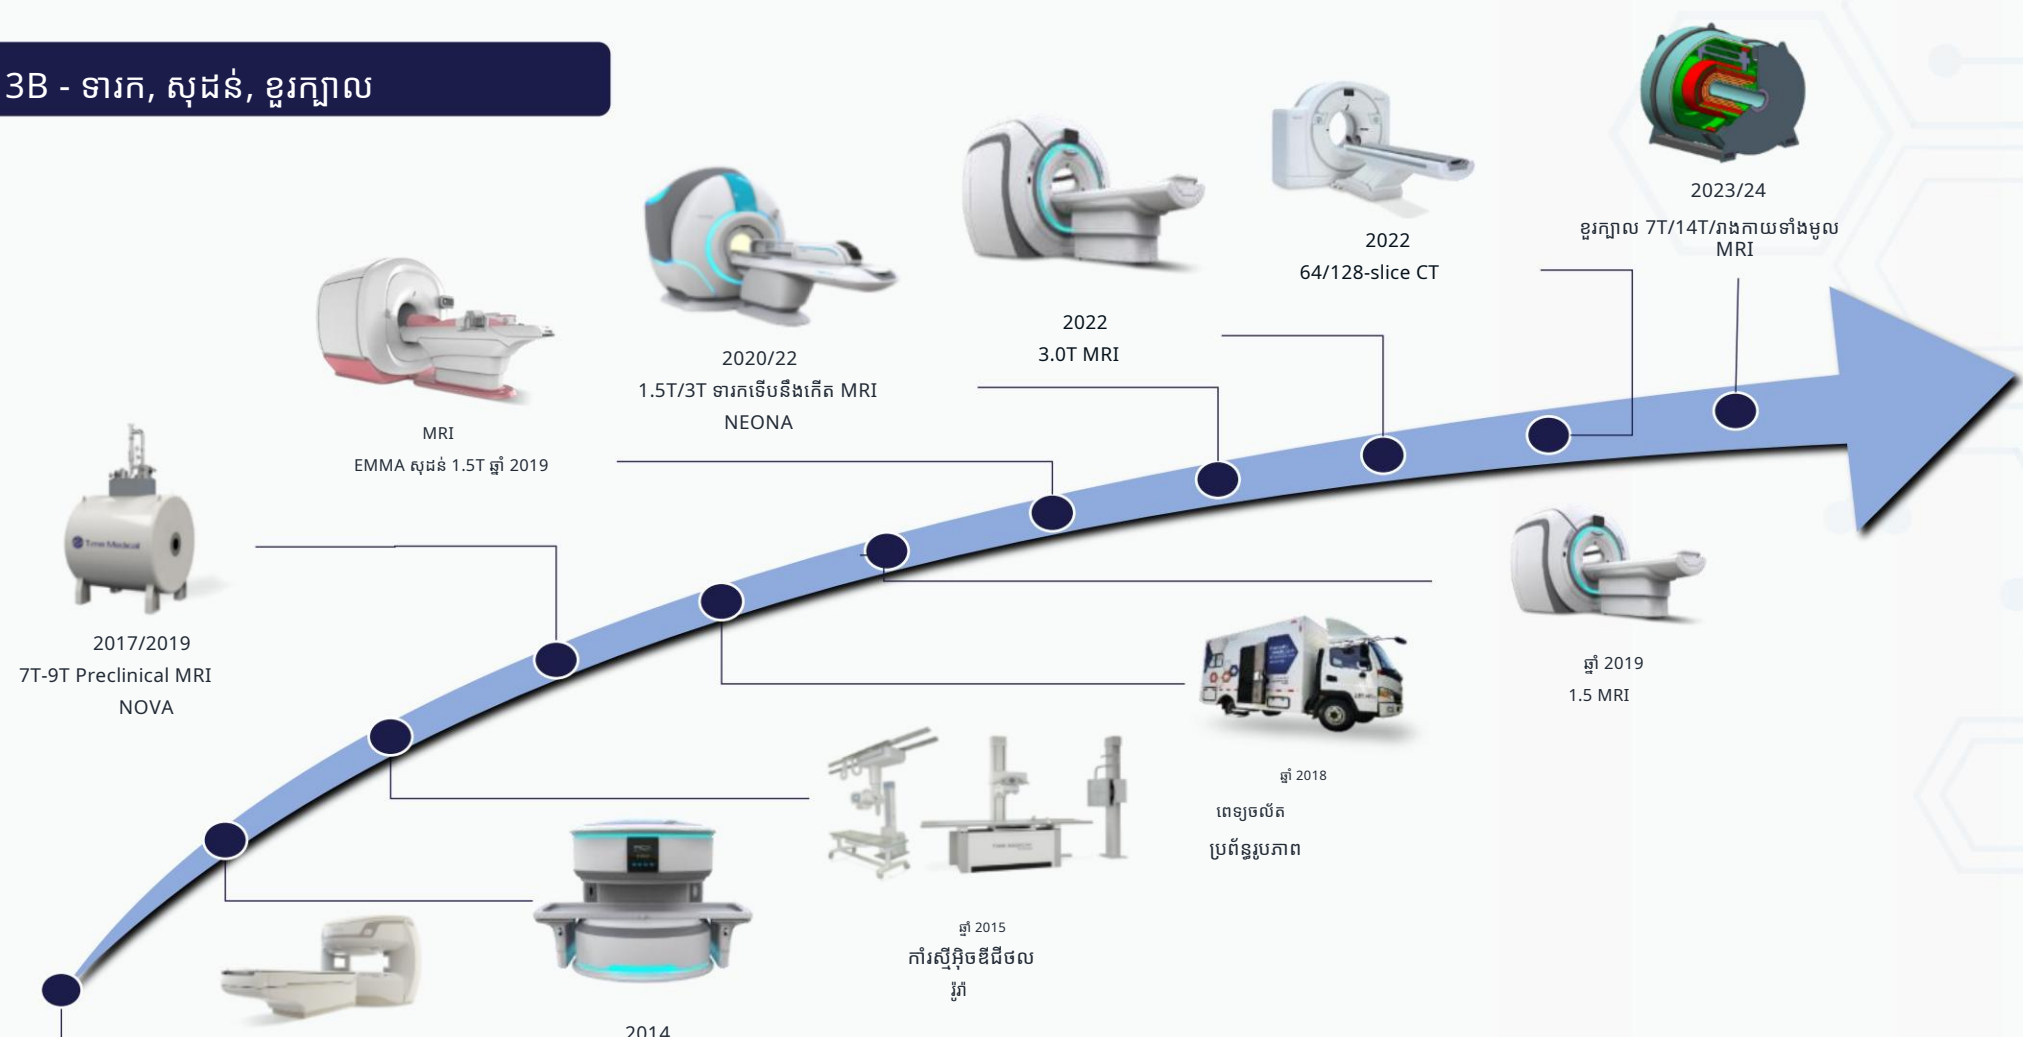 3B - ទារក, សុដន់, ខួរក្បាល
2023/24
ខួរក្បាល 7T/14T/រាងកាយទាំងមូល
MRI
2022
64/128-slice CT
2022
3.0T MRI
2020/22
1.5T/3T ទារកទើបនឹងកើត MRI
NEONA
MRI
EMMA សុដន់ 1.5T ឆ្នាំ 2019
Time Medical
2017/2019
7T-9T Preclinical MRI
NOVA
ឆ្នាំ 2019
1.5 MRI
ឆ្នាំ 2018
ពេទ្យចល័ត
ប្រព័ន្ធរូបភាព
ឆ្នាំ 2015
កាំរស្មីអ៊ិចឌីជីថល
រ៉ូរ៉ា
2014